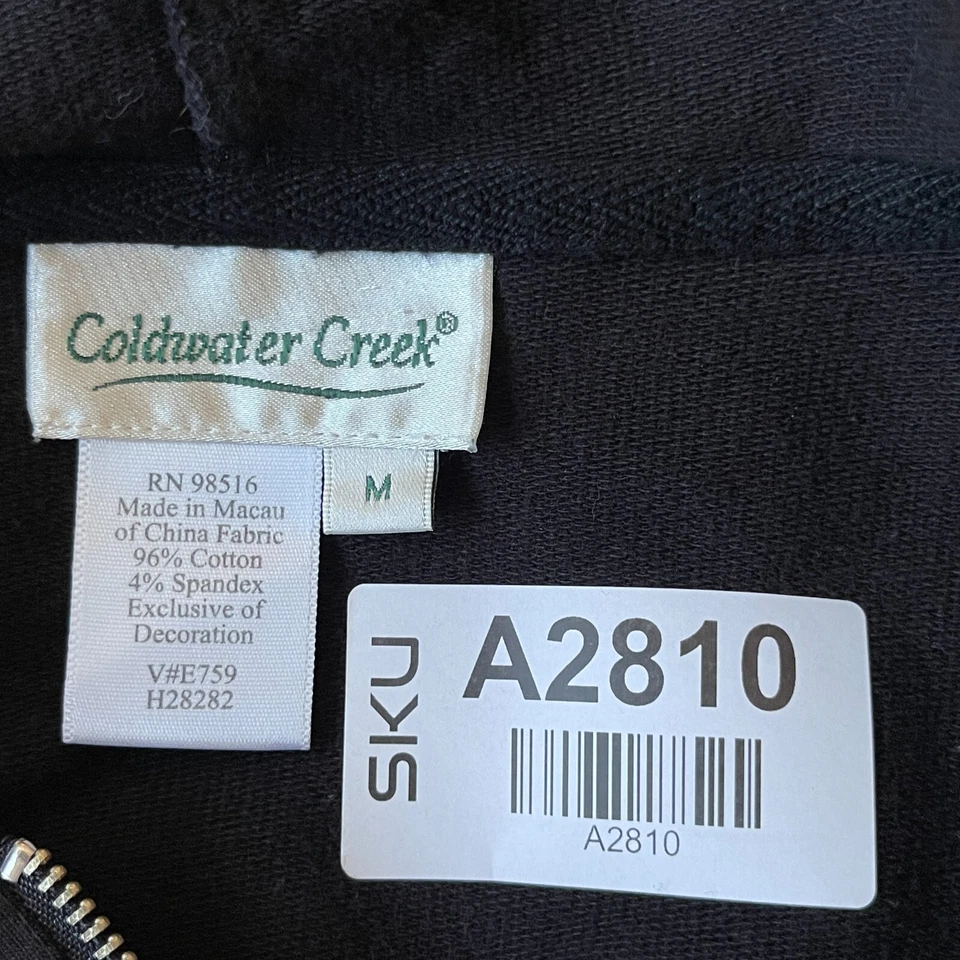 Coldwater Creek®
RN 98516
Made in Macau
of China Fabric
96% Cotton
4% Spandex
Exclusive of
Decoration
V#E759
H28282
M
SKU
A2810
A2810